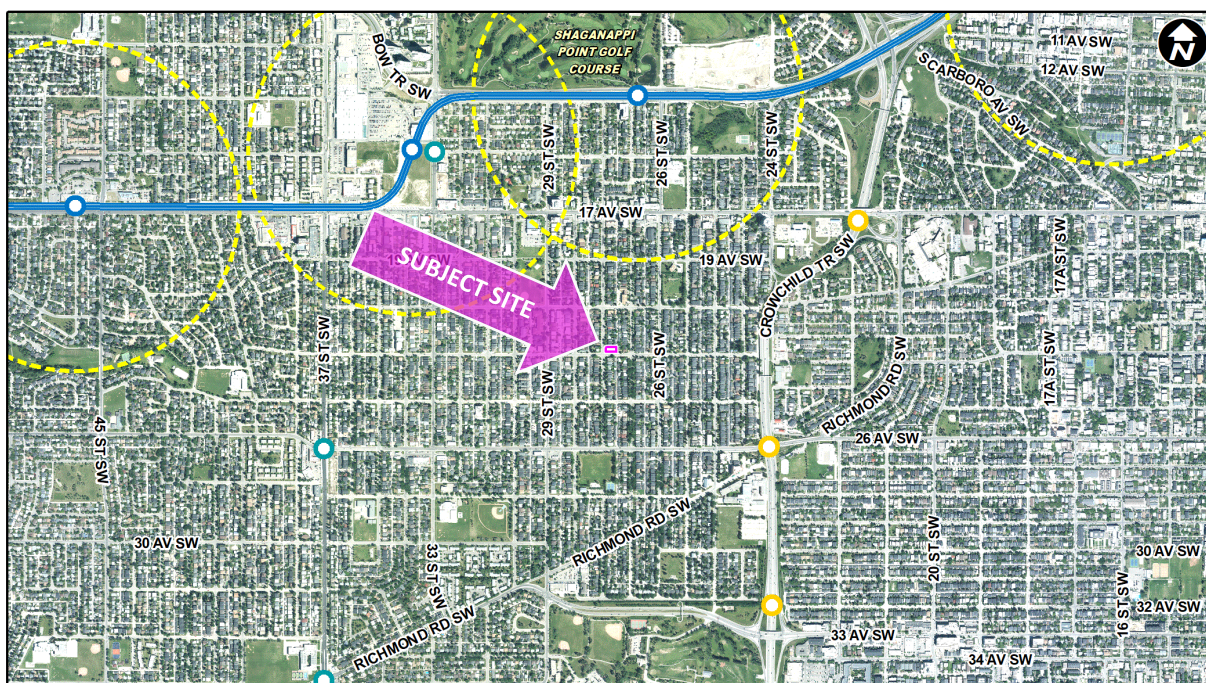 SHAGANAPPI
POINT GOLF
COURSE
BOW TR SW
N
11 AV SW
12 AV SW
SCARBORO AV SW
29 ST SW
26 ST SW
24 ST SW
17 AV SW
SUBJECT SITE
19 AV SW
CROWCHILD TR SW
17A ST SW
37 ST SW
29 ST SW
26 ST SW
RICHMOND RD SW
17A ST SW
45 ST SW
26 AV SW
RICHMOND RD SW
30 AV SW
33 ST SW
20 ST SW
30 AV SW
16 ST SW
32 AV SW
RICHMOND RD SW
33 AV SW
34 AV SW